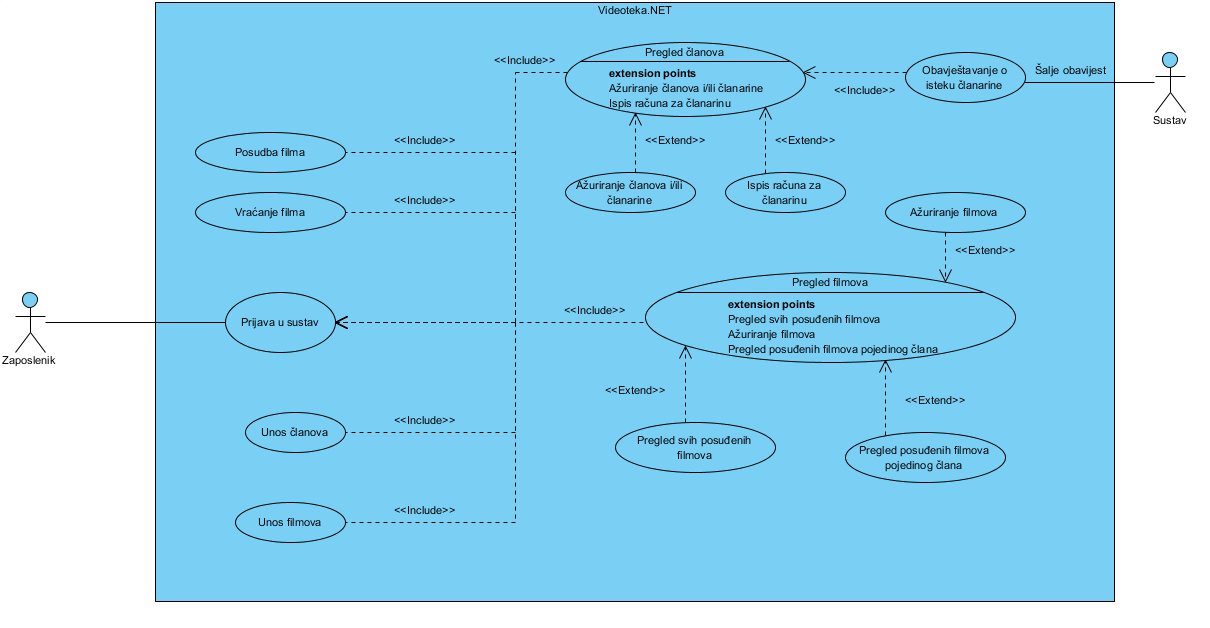 Videoteka.NET
<<Include>>
Pregled članova
extension points
Ažuriranje članova i/ili članarine
Ispis računa za članarinu
<<Include>>
Obavještavanje o
isteku članarine
Šalje obavijest
Sustav
Posudba filma
<<Include>>
<<Extend>>
<<Extend>>
Ažuriranje članova i/ili
članarine
Ispis računa za
članarinu
Vraćanje filma
<<Include>>
Ažuriranje filmova
<<Extend>>
Zaposlenik
Prijava u sustav
<<Include>>
Pregled filmova
extension points
Pregled svih posuđenih filmova
Ažuriranje filmova
Pregled posuđenih filmova pojedinog člana
<<Extend>>
<<Extend>>
Unos članova
<<Include>>
Pregled svih posuđenih
filmova
Pregled posuđenih filmova
pojedinog člana
Unos filmova
<<Include>>